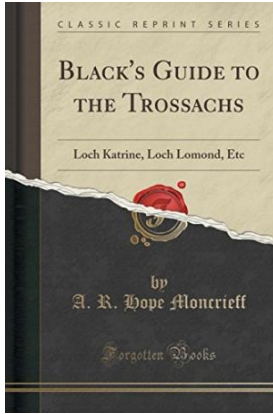 CLASSIC REPRINT SERIES
BLACK'S GUIDE TO
THE TROSSACHS
Loch Katrine, Loch Lomond, Etc
by
A. R. Hope Moncrieff
Forgotten Books